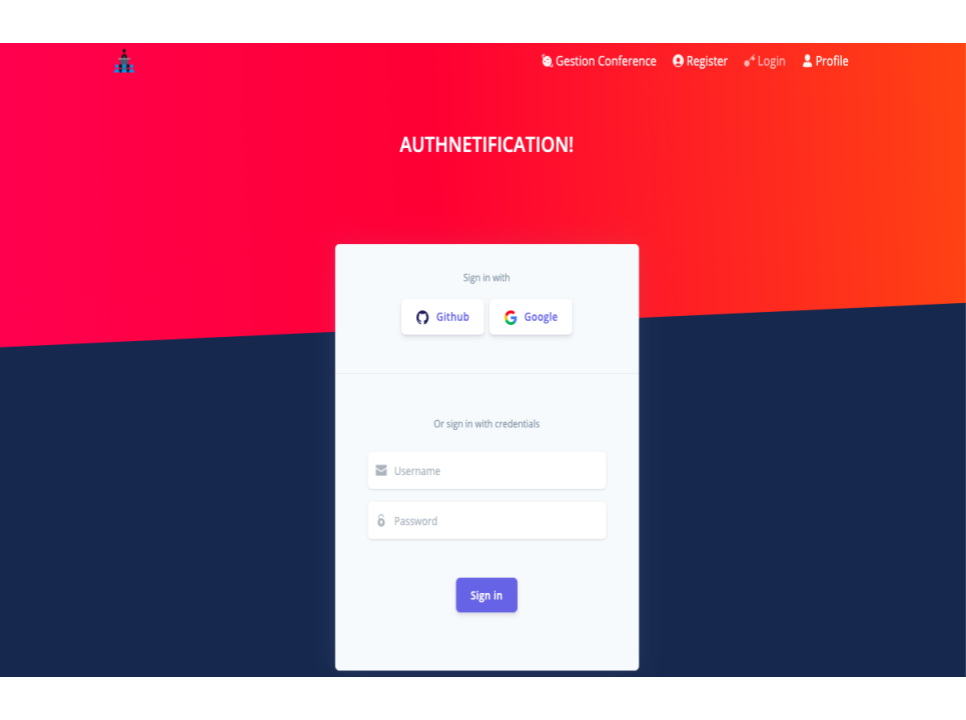 Gestion Conference Register Login Profile
AUTHNETIFICATION!
Sign in with
Github Google
Or sign in with credentials
Username
Password
Sign in